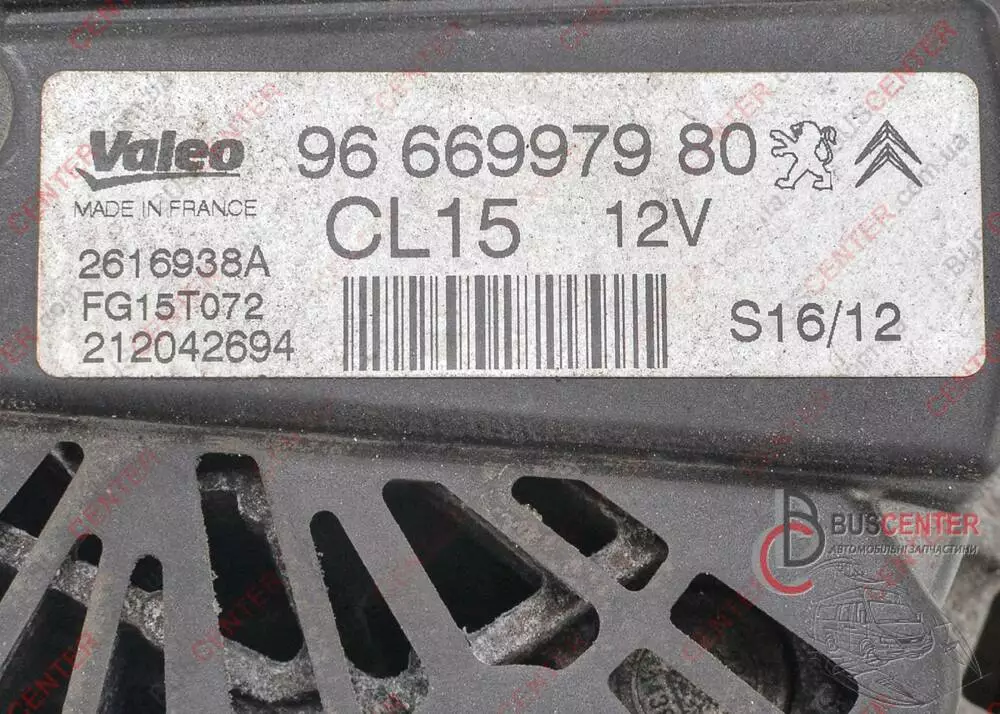 Valeo 96 669979 80
MADE IN FRANCE CL15 12V
2616938A
FG15T072
212042694 S16/12
BUSCENTER
АВТОМОБІЛЬНІ ЗАПЧАСТИНИ